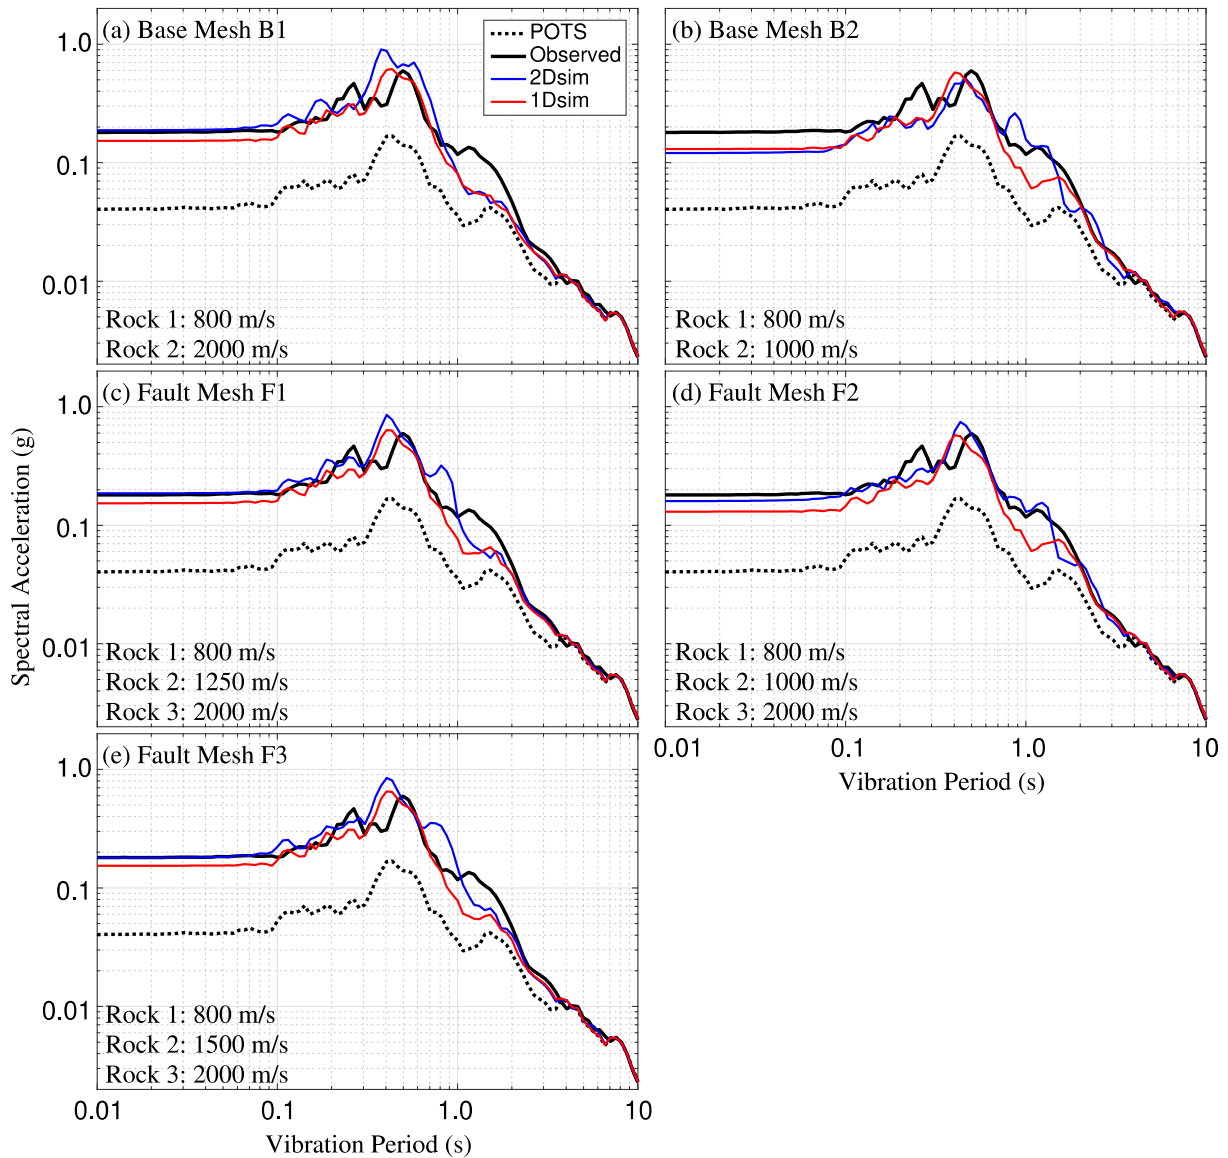 (a) Base Mesh B1
POTS
Observed
2Dsim
1Dsim
1.0
0.1
0.01
Rock 1: 800 m/s
Rock 2: 2000 m/s
(b) Base Mesh B2
Rock 1: 800 m/s
Rock 2: 1000 m/s
(c) Fault Mesh F1
1.0
0.1
0.01
Rock 1: 800 m/s
Rock 2: 1250 m/s
Rock 3: 2000 m/s
(d) Fault Mesh F2
Rock 1: 800 m/s
Rock 2: 1000 m/s
Rock 3: 2000 m/s
0.01
0.1
1.0
10
Vibration Period (s)
Spectral Acceleration (g)
(e) Fault Mesh F3
1.0
0.1
0.01
Rock 1: 800 m/s
Rock 2: 1500 m/s
Rock 3: 2000 m/s
0.01
0.1
1.0
10
Vibration Period (s)